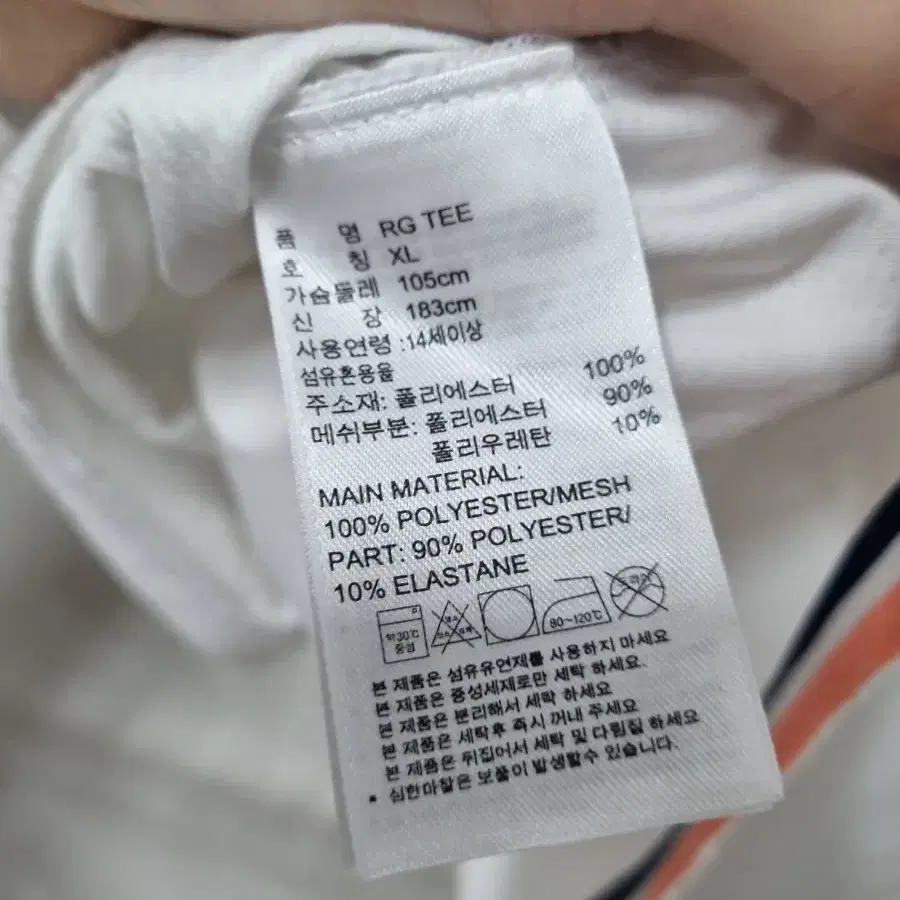 품 명 RG TEE
호 칭 XL
가슴둘레 105cm
신 장 183cm
사용연령 :14세이상
섬유혼용율
주소재: 폴리에스터 100%
메쉬부분: 폴리에스터 90%
폴리우레탄 10%
MAIN MATERIAL:
100% POLYESTER/MESH
PART: 90% POLYESTER/
10% ELASTANE
약30℃
중성
80~120℃
드라이
본 제품은 섬유유연제를 사용하지 마세요
본 제품은 중성세제로만 세탁 하세요.
본 제품은 분리해서 세탁 하세요
본 제품은 세탁후 즉시 꺼내 주세요
본 제품은 뒤집어서 세탁 및 다림질 하세요
• 심한마찰은 보풀이 발생할수 있습니다.